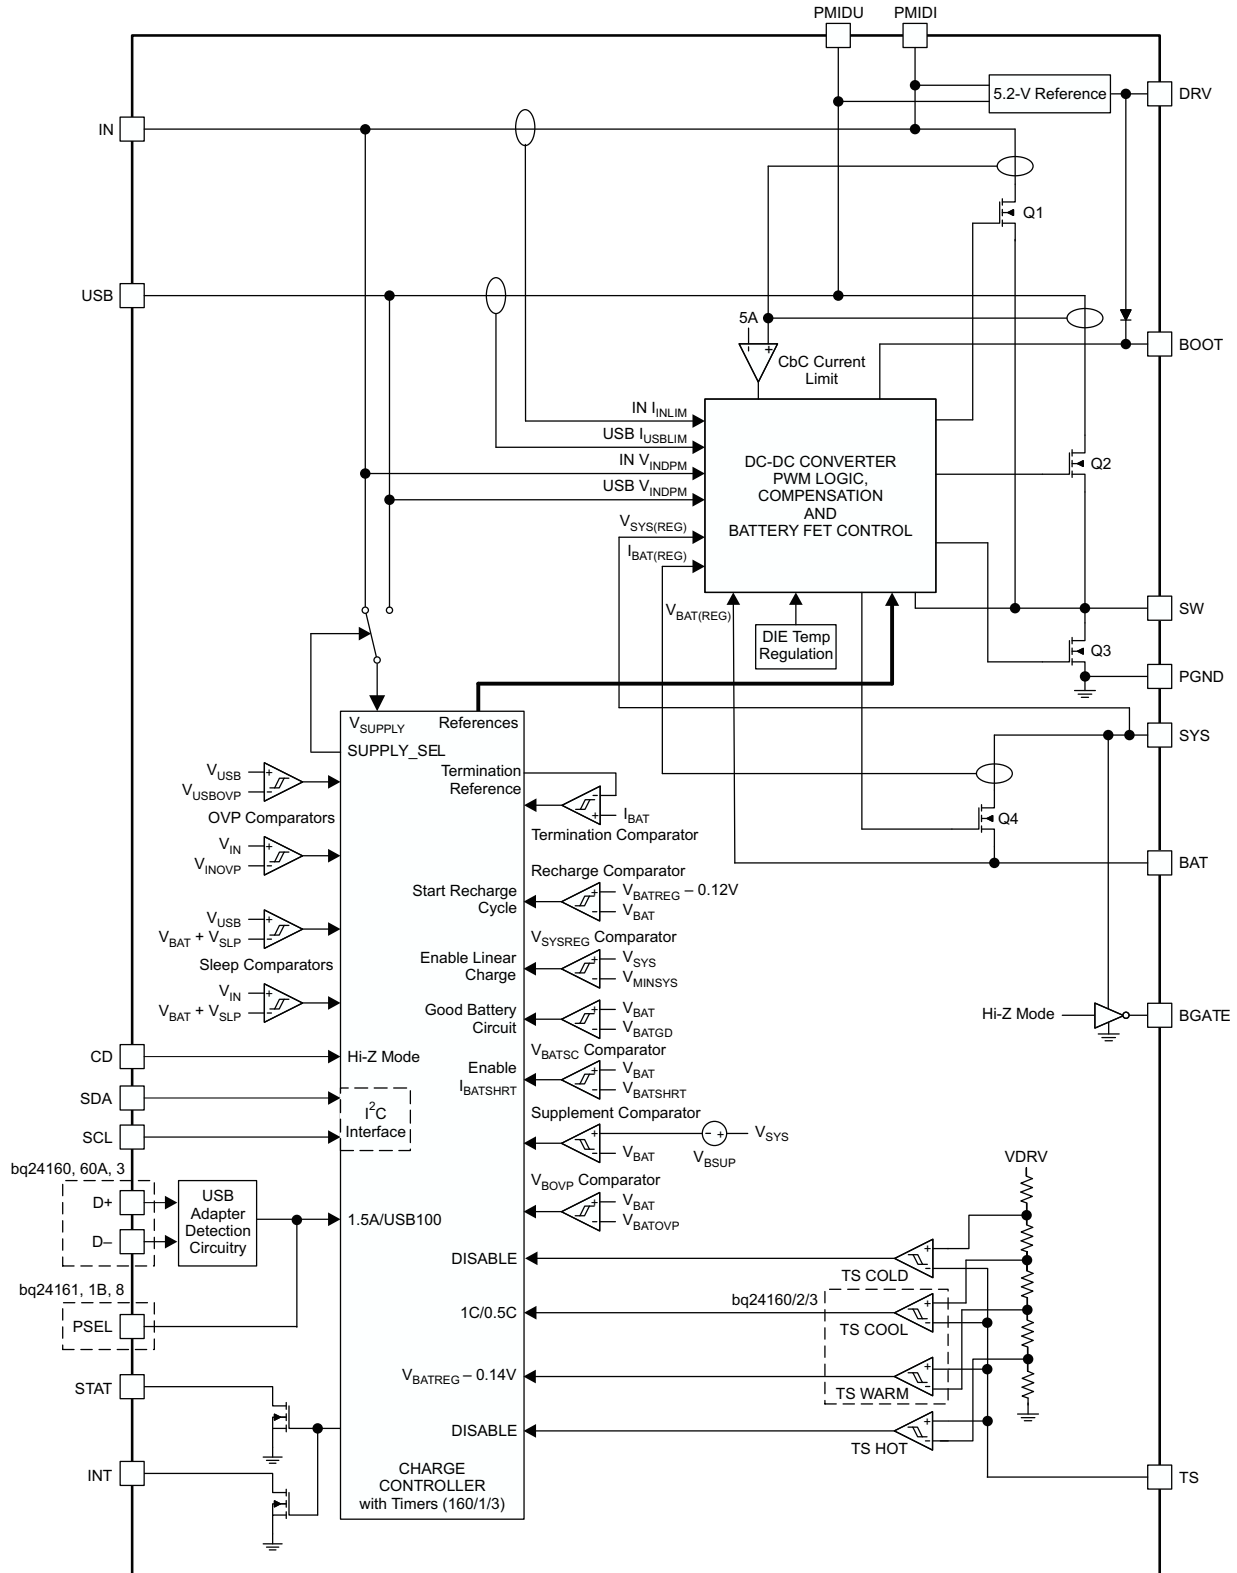 PMIDU PMIDI
5.2-V Reference
DRV
IN
Q1
USB
5A
- +
CbC Current
Limit
BOOT
IN I_INLIM
USB I_USBLIM
IN V_INDPM
USB V_INDPM
V_SYS(REG)
I_BAT(REG)
V_BAT(REG)
DC-DC CONVERTER
PWM LOGIC,
COMPENSATION
AND
BATTERY FET CONTROL
Q2
SW
DIE Temp
Regulation
Q3
PGND
V_SUPPLY
References
SUPPLY_SEL
SYS
V_USB
V_USBOVP
+
-
OVP Comparators
V_IN
V_INOVP
+
-
Termination
Reference
-
+
I_BAT
Termination Comparator
Q4
BAT
Recharge Comparator
Start Recharge
Cycle
+
-
V_BATREG – 0.12V
V_BAT
V_USB
V_BAT + V_SLP
+
-
Sleep Comparators
V_IN
V_BAT + V_SLP
+
-
V_SYSREG Comparator
Enable Linear
Charge
+
-
V_SYS
V_MINSYS
Good Battery
Circuit
+
-
V_BAT
V_BATGD
Hi-Z Mode
BGATE
CD
Hi-Z Mode
V_BATSC Comparator
Enable
I_BATSHRT
+
-
V_BAT
V_BATSHRT
SDA
SCL
I²C
Interface
Supplement Comparator
+
-
V_BAT
- +
V_BSUP
V_SYS
bq24160, 60A, 3
D+
D–
USB
Adapter
Detection
Circuitry
1.5A/USB100
V_BOVP Comparator
+
-
V_BAT
V_BATOVP
VDRV
DISABLE
+
-
TS COLD
bq24161, 1B, 8
PSEL
bq24160/2/3
1C/0.5C
+
-
TS COOL
V_BATREG – 0.14V
+
-
TS WARM
STAT
DISABLE
+
-
TS HOT
INT
CHARGE
CONTROLLER
with Timers (160/1/3)
TS